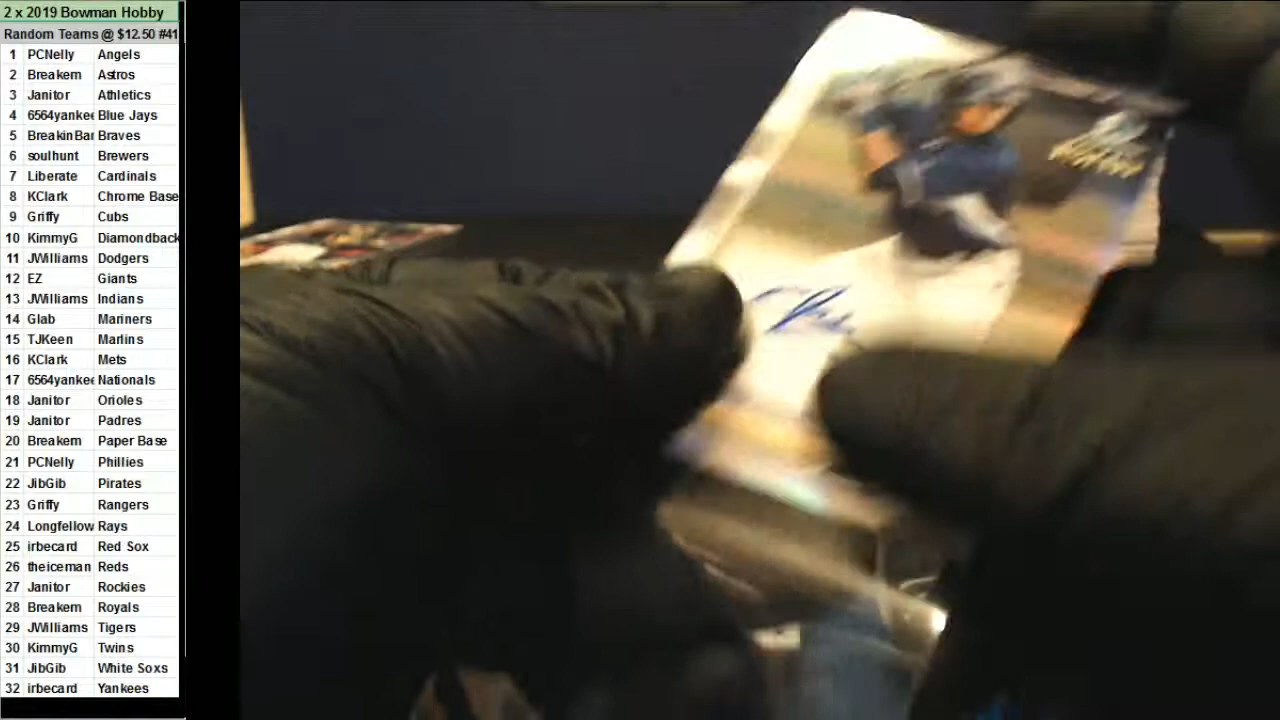 2 x 2019 Bowman Hobby
Random Teams @ $12.50 #41
1 PCNelly Angels
2 Breakem Astros
3 Janitor Athletics
4 6564yankee Blue Jays
5 BreakinBar Braves
6 soulhunt Brewers
7 Liberate Cardinals
8 KClark Chrome Base
9 Griffy Cubs
10 KimmyG Diamondback
11 JWilliams Dodgers
12 EZ Giants
13 JWilliams Indians
14 Glab Mariners
15 TJKeen Marlins
16 KClark Mets
17 6564yankee Nationals
18 Janitor Orioles
19 Janitor Padres
20 Breakem Paper Base
21 PCNelly Phillies
22 JibGib Pirates
23 Griffy Rangers
24 Longfellow Rays
25 irbecard Red Sox
26 theiceman Reds
27 Janitor Rockies
28 Breakem Royals
29 JWilliams Tigers
30 KimmyG Twins
31 JibGib White Soxs
32 irbecard Yankees